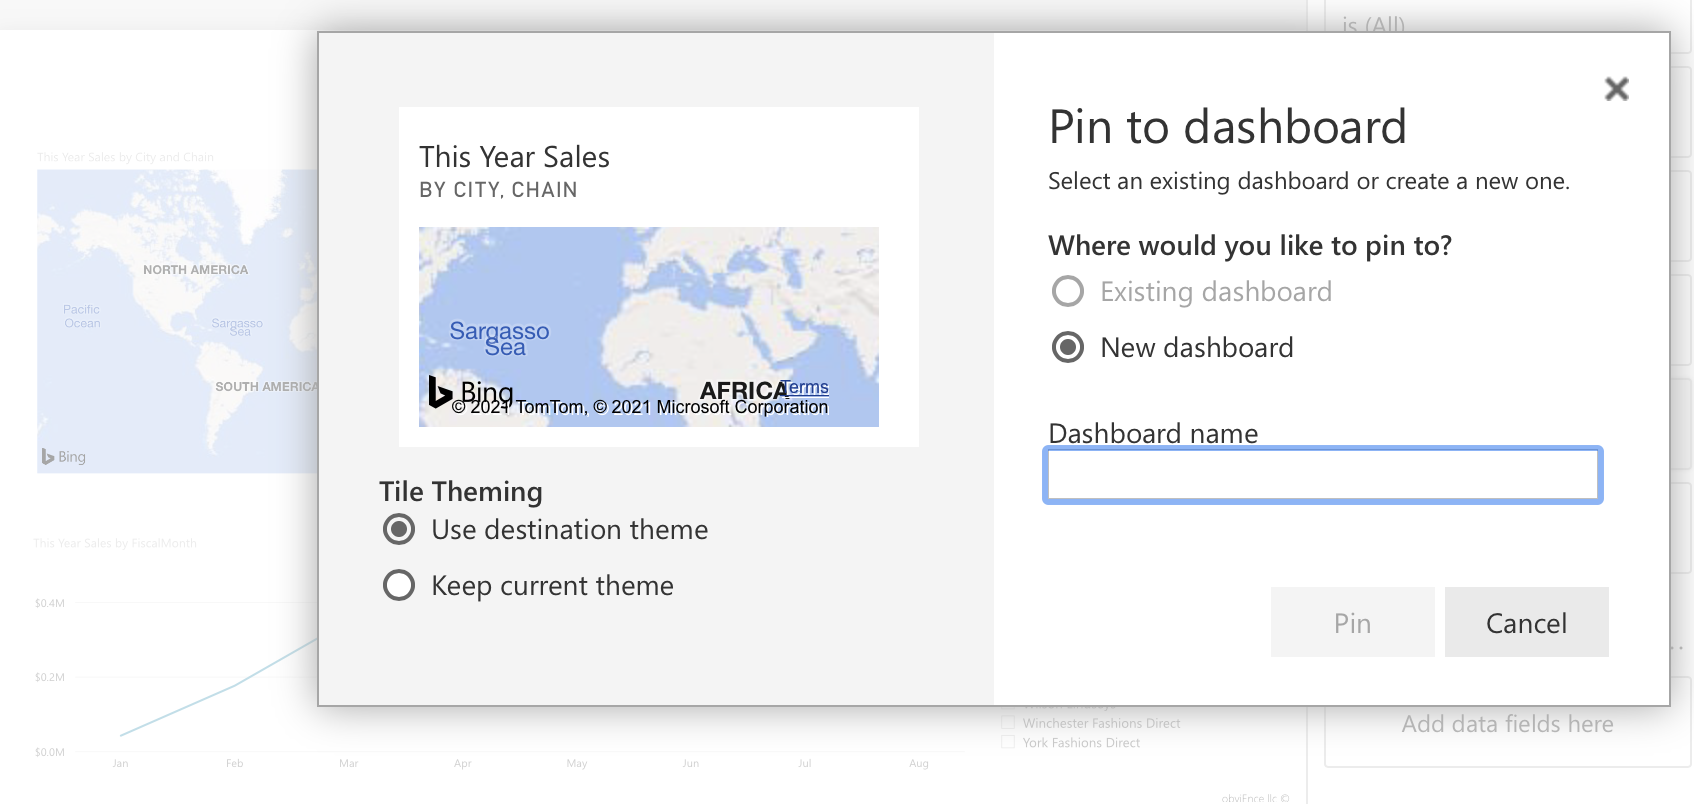 is (All)
This Year Sales by City and Chain
NORTH AMERICA
Pacific
Ocean
Sargasso
Sea
SOUTH AMERICA
Bing
This Year Sales by FiscalMonth
$0.4M
$0.2M
$0.0M
Jan Feb Mar Apr May Jun Jul Aug
This Year Sales
BY CITY, CHAIN
Sargasso
Sea
AFRICA
Terms
Bing
© 2021 TomTom, © 2021 Microsoft Corporation
Tile Theming
Use destination theme
Keep current theme
Pin to dashboard
Select an existing dashboard or create a new one.
Where would you like to pin to?
Existing dashboard
New dashboard
Dashboard name
Pin
Cancel
Winchester Fashions Direct
York Fashions Direct
Add data fields here
obviEnce llc ©